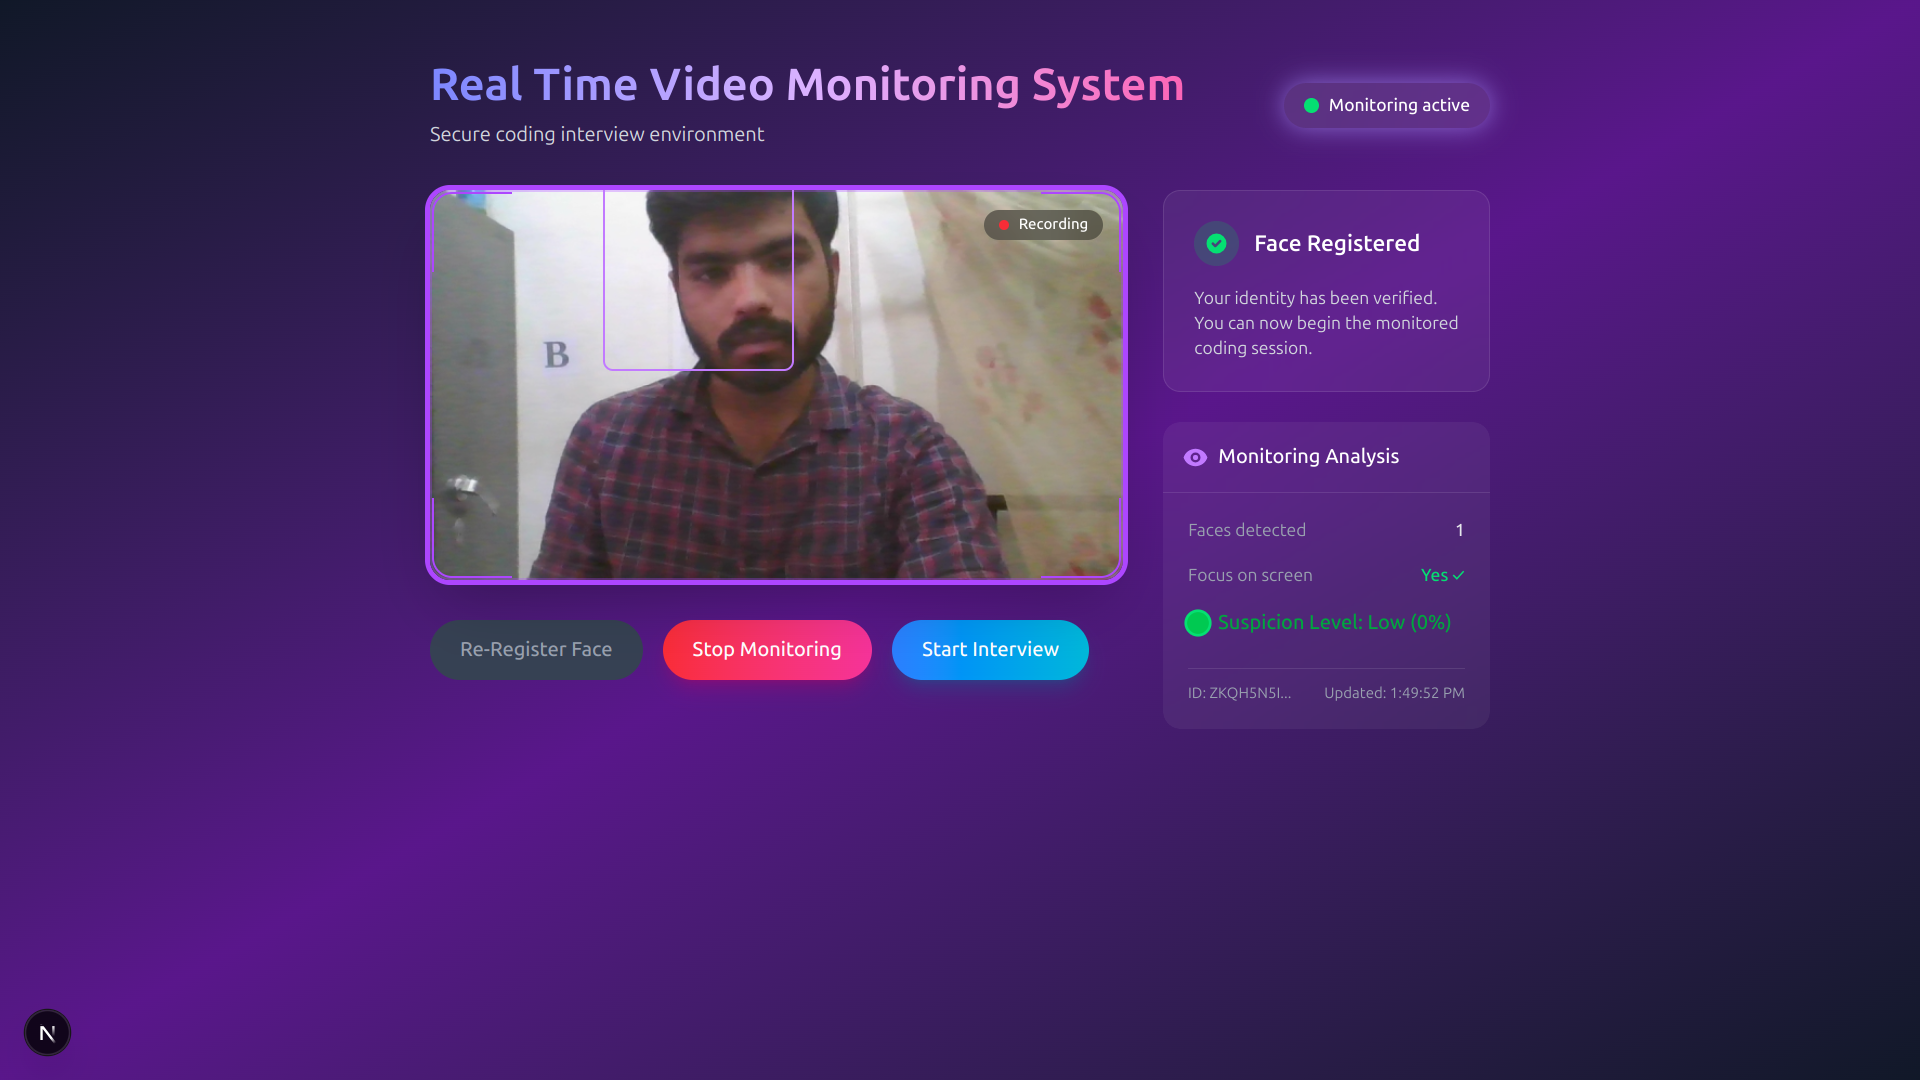 Real Time Video Monitoring System
Secure coding interview environment
Monitoring active
Recording
B
Face Registered
Your identity has been verified.
You can now begin the monitored
coding session.
Monitoring Analysis
Faces detected 1
Focus on screen Yes ✓
Suspicion Level: Low (0%)
ID: ZKQH5N5I... Updated: 1:49:52 PM
Re-Register Face Stop Monitoring Start Interview
N